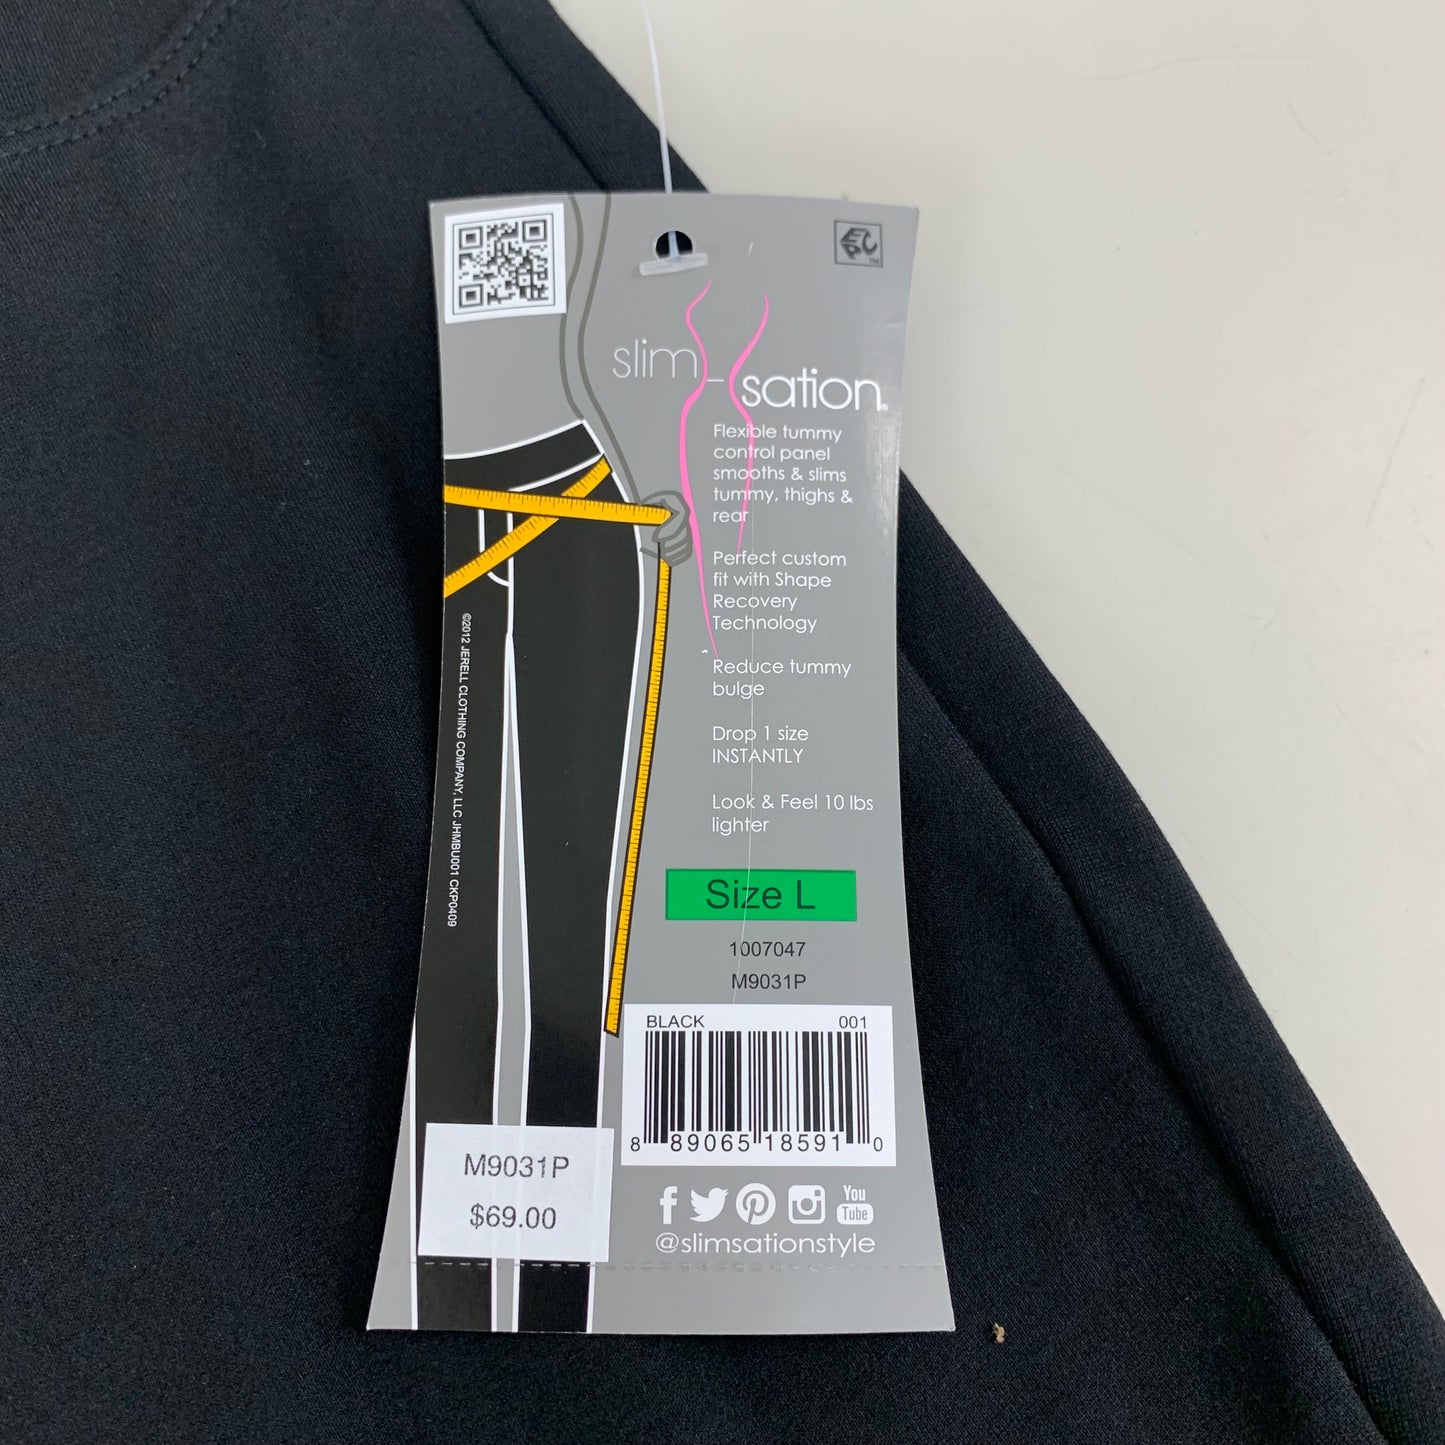 slim-
sation®
Flexible tummy
control panel
smooths & slims
tummy, thighs &
rear
Perfect custom
fit with Shape
Recovery
Technology
Reduce tummy
bulge
Drop 1 size
INSTANTLY
Look & Feel 10 lbs
lighter
Size L
1007047
M9031P
BLACK 001
8 89065 18591 0
You
Tube
@slimsationstyle
©2012 JERELL CLOTHING COMPANY, LLC JHMBU001 CKP0409
M9031P
$69.00